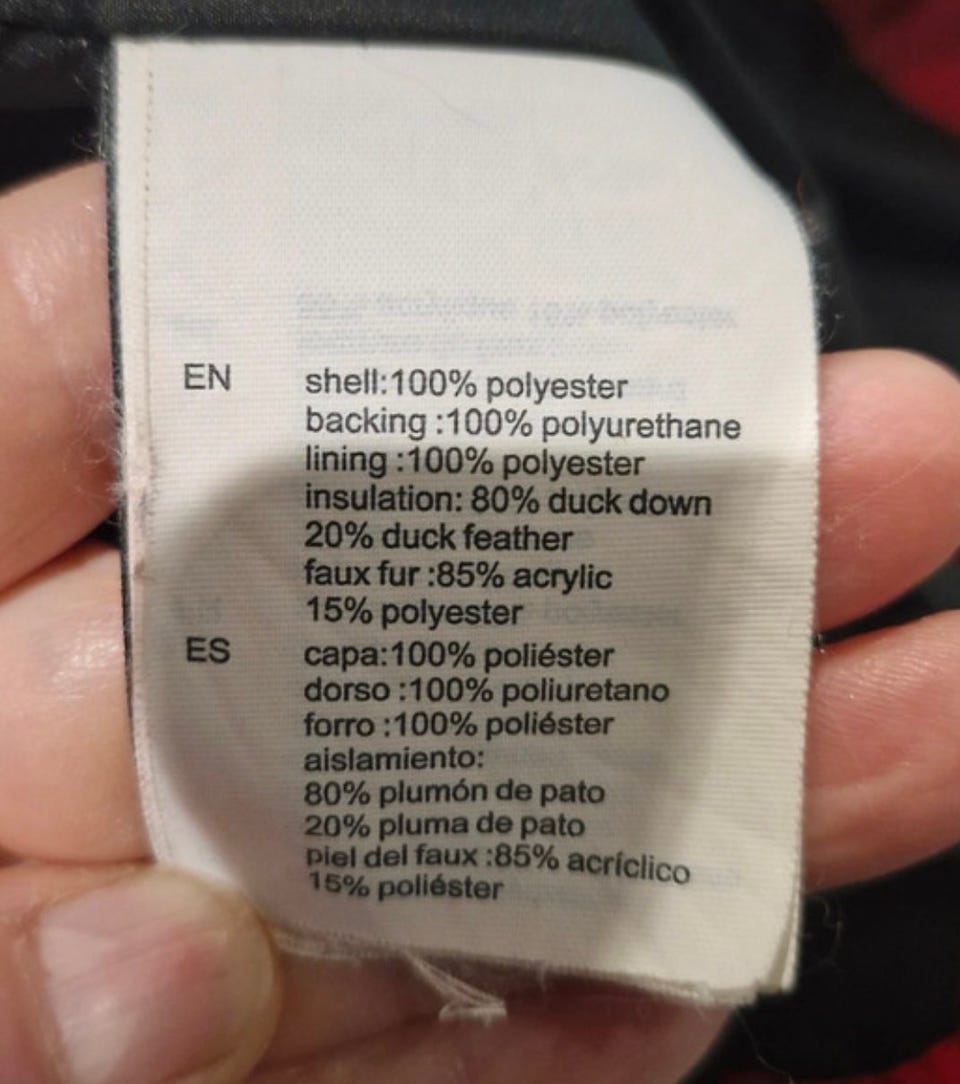 EN shell:100% polyester
backing :100% polyurethane
lining :100% polyester
insulation: 80% duck down
20% duck feather
faux fur :85% acrylic
15% polyester
ES capa:100% poliéster
dorso :100% poliuretano
forro :100% poliéster
aislamiento:
80% plumón de pato
20% pluma de pato
piel del faux :85% acríclico
15% poliéster